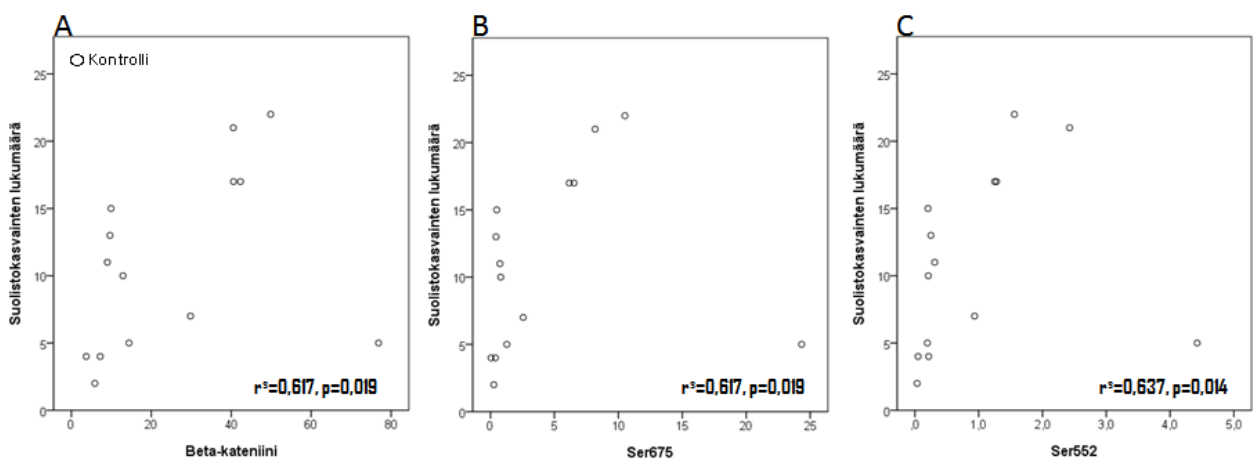 A
Kontrolli
Suolistokasvainten lukumäärä
25
20
15
10
5
0
0 20 40 60 80
Beta-kateniini
rˢ=0,617, p=0,019
B
Suolistokasvainten lukumäärä
25
20
15
10
5
0
0 5 10 15 20 25
Ser675
rˢ=0,617, p=0,019
C
Suolistokasvainten lukumäärä
25
20
15
10
5
0
,0 1,0 2,0 3,0 4,0 5,0
Ser552
rˢ=0,637, p=0,014